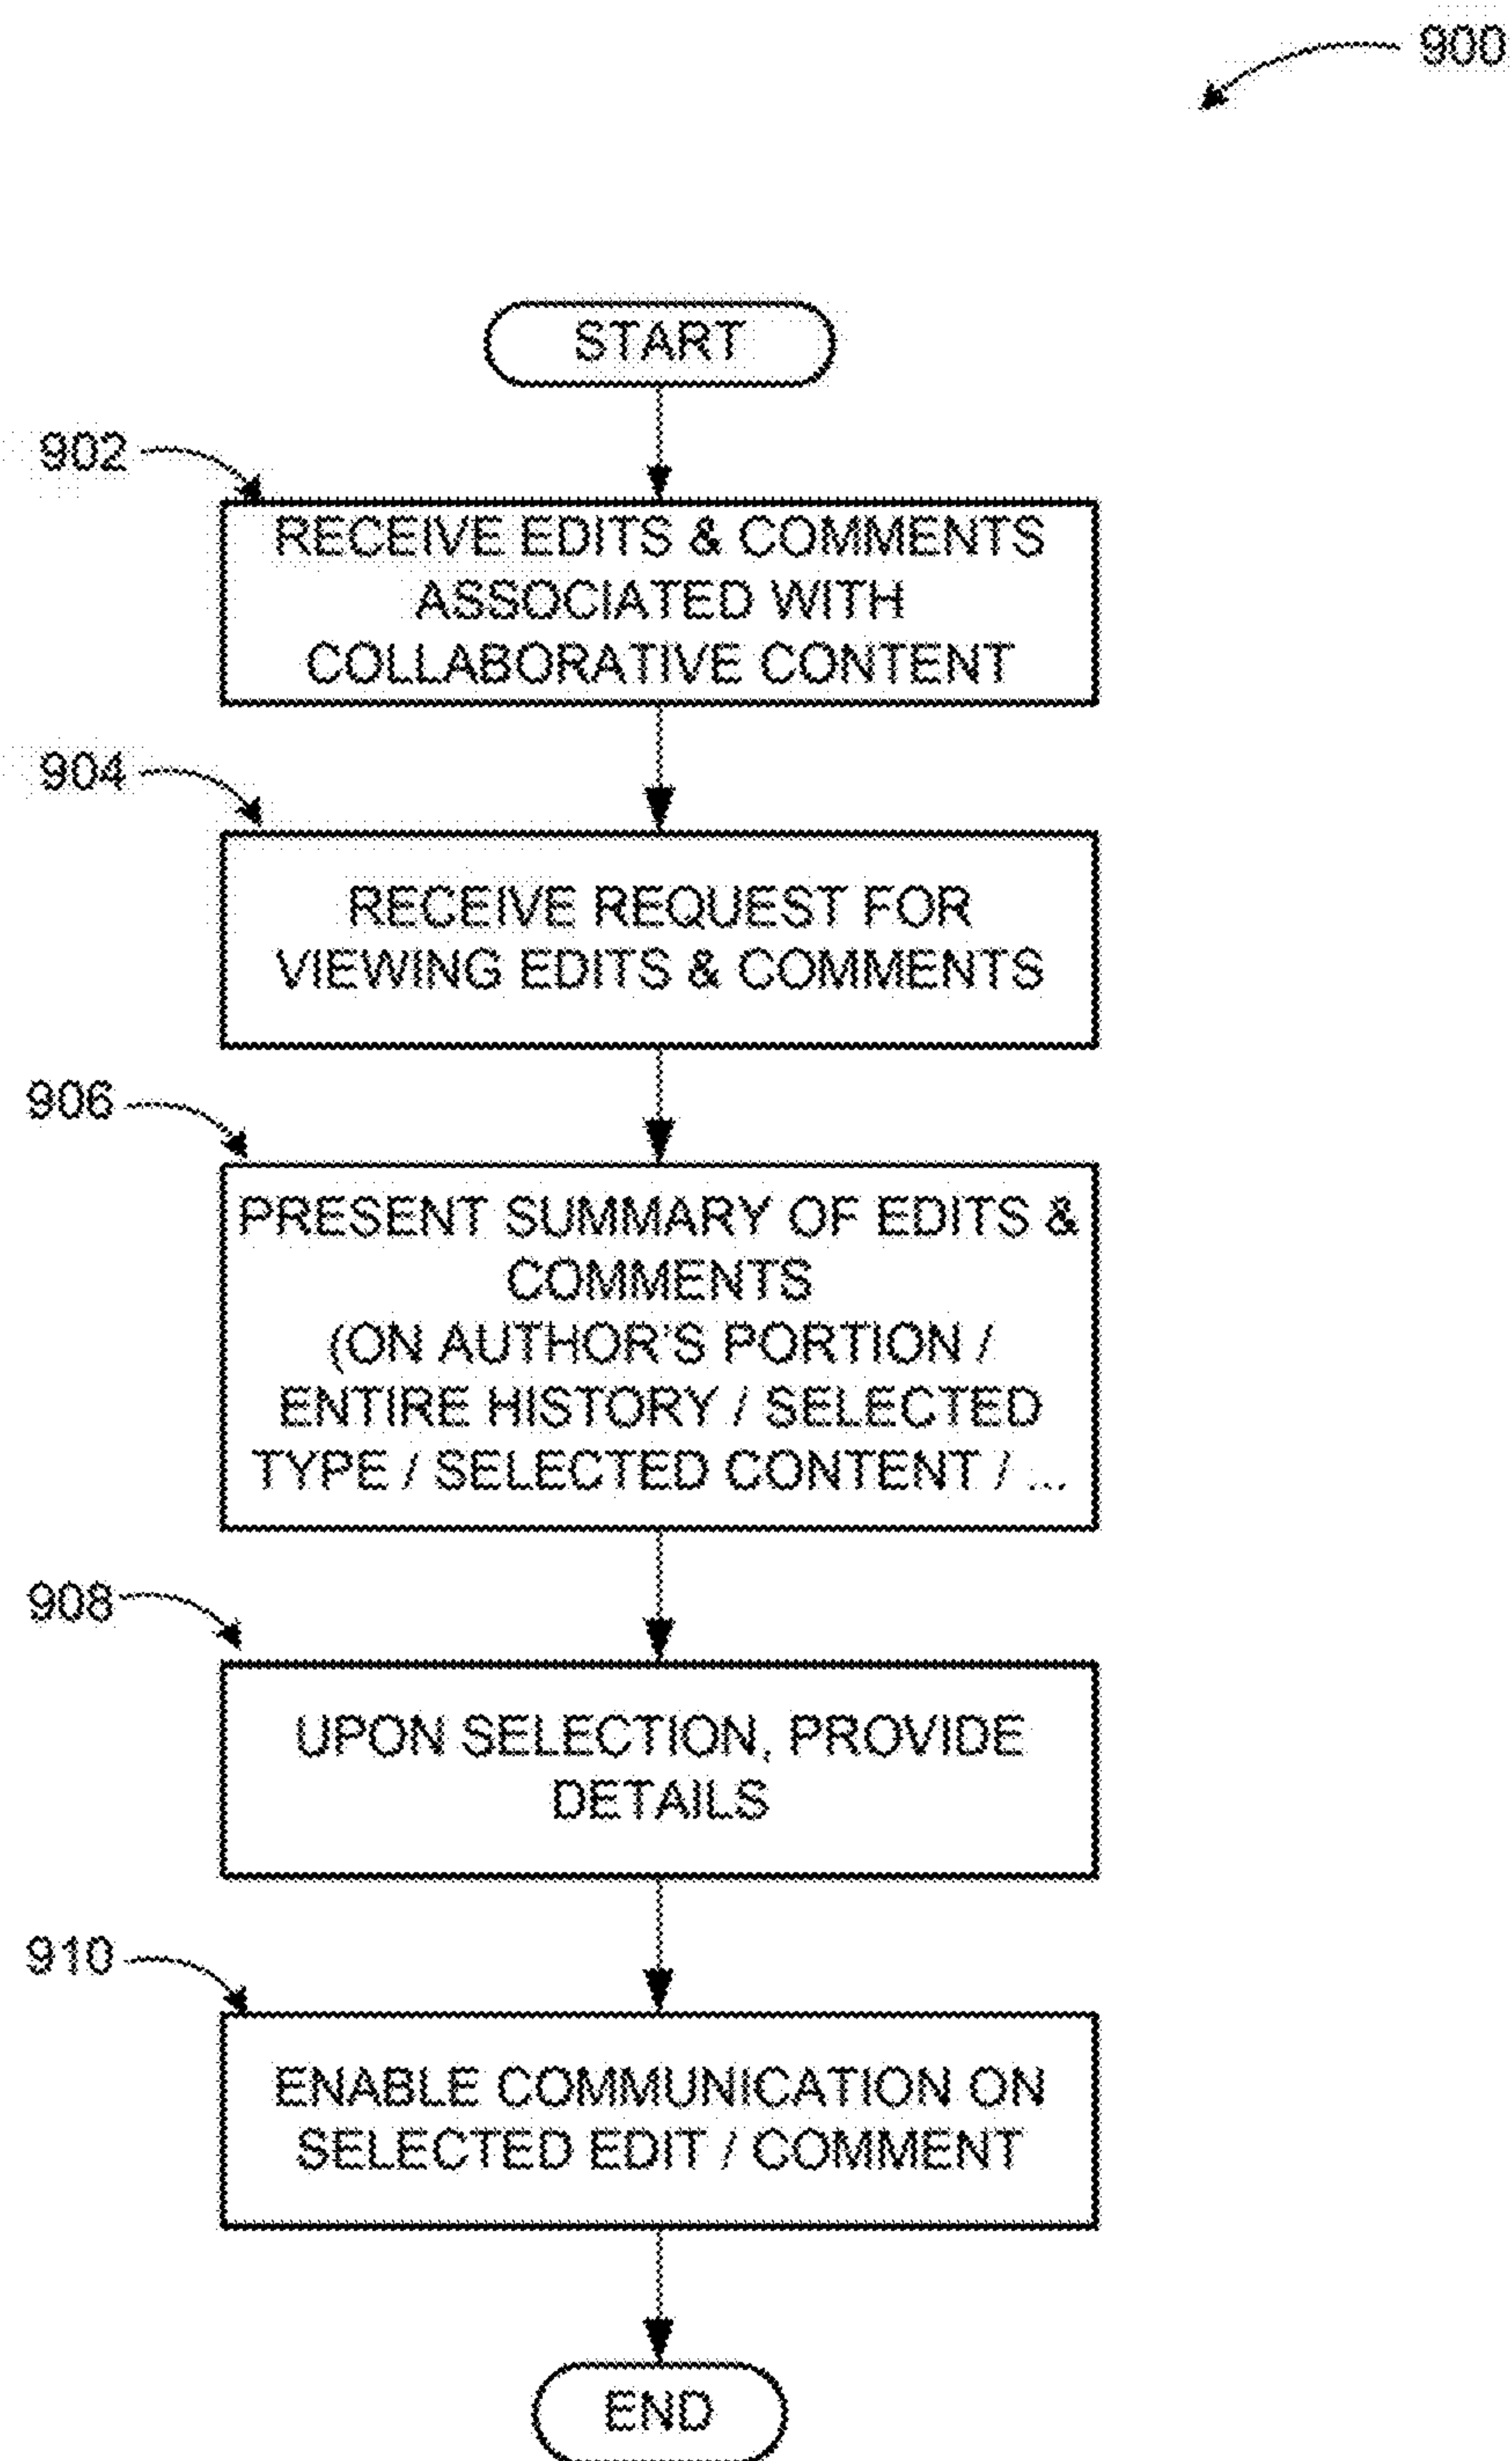 900
START
902
RECEIVE EDITS & COMMENTS
ASSOCIATED WITH
COLLABORATIVE CONTENT
904
RECEIVE REQUEST FOR
VIEWING EDITS & COMMENTS
906
PRESENT SUMMARY OF EDITS &
COMMENTS
(ON AUTHOR'S PORTION /
ENTIRE HISTORY / SELECTED
TYPE / SELECTED CONTENT / ...
908
UPON SELECTION, PROVIDE
DETAILS
910
ENABLE COMMUNICATION ON
SELECTED EDIT / COMMENT
END